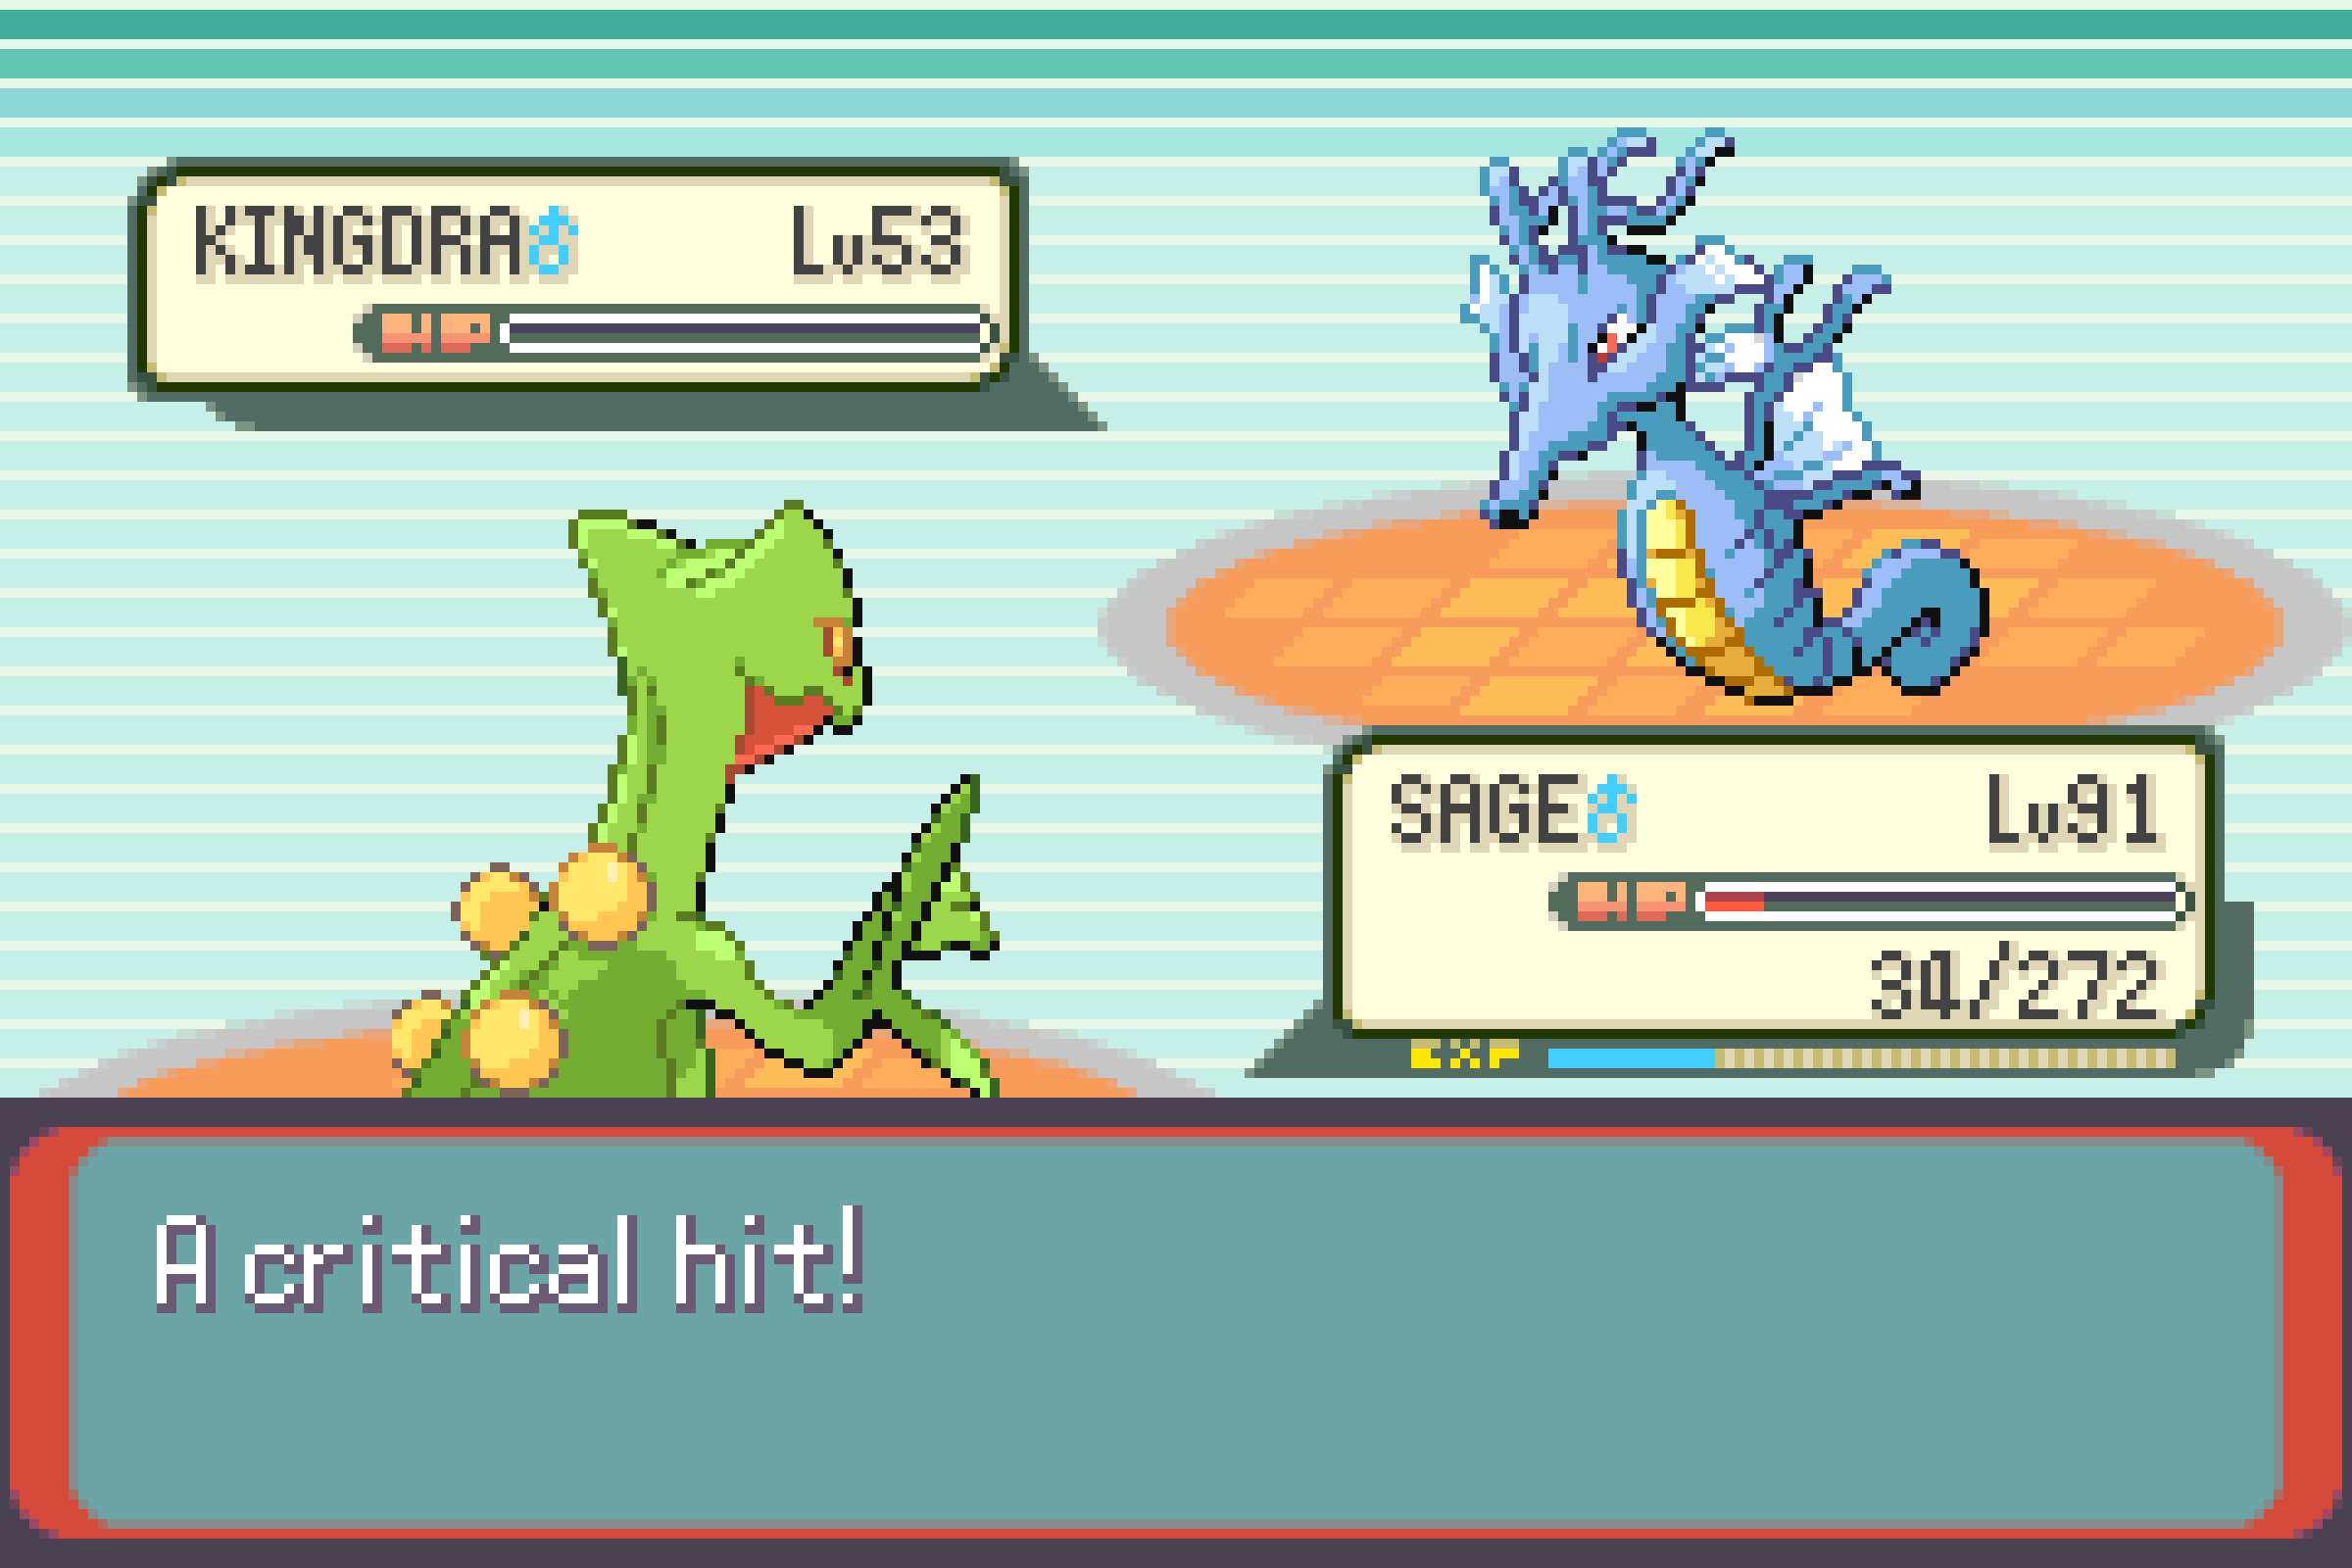 KINGDRA♂ Lv53
HP
SAGE♂ Lv91
HP
34/272
EXP
A critical hit!